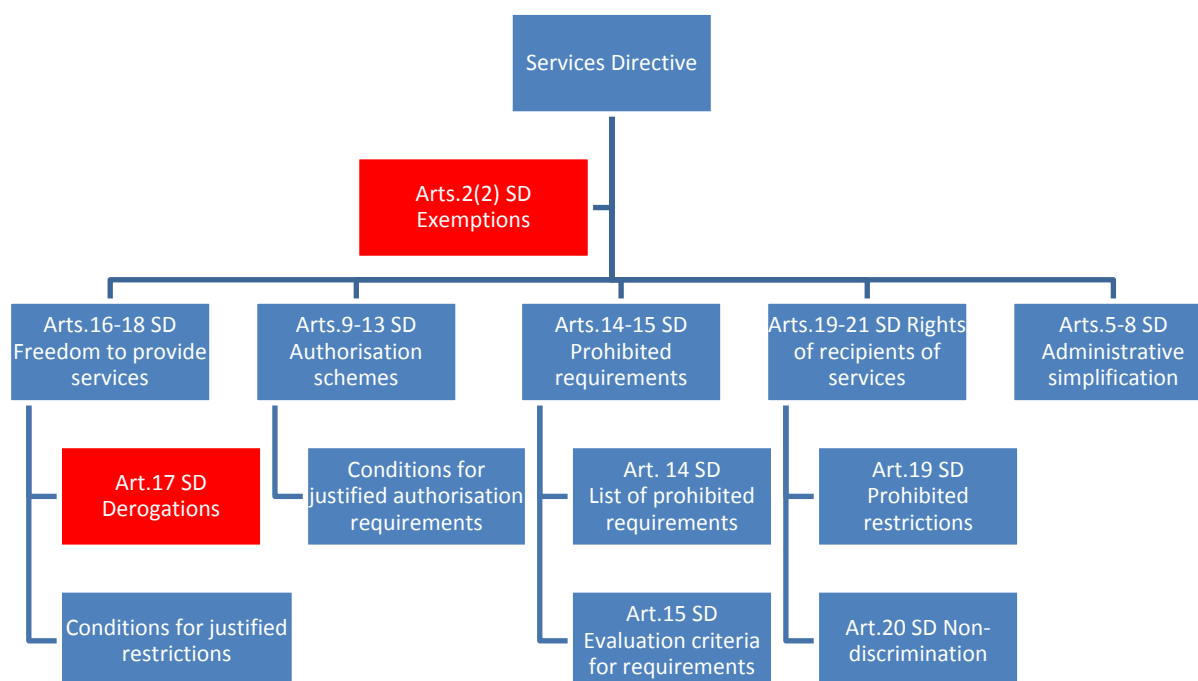 Services Directive
Arts.2(2) SD
Exemptions
Arts.16-18 SD
Freedom to provide
services
Arts.9-13 SD
Authorisation
schemes
Arts.14-15 SD
Prohibited
requirements
Arts.19-21 SD Rights
of recipients of
services
Arts.5-8 SD
Administrative
simplification
Art.17 SD
Derogations
Conditions for
justified authorisation
requirements
Art. 14 SD
List of prohibited
requirements
Art.19 SD
Prohibited
restrictions
Conditions for justified
restrictions
Art.15 SD
Evaluation criteria
for requirements
Art.20 SD Non-
discrimination